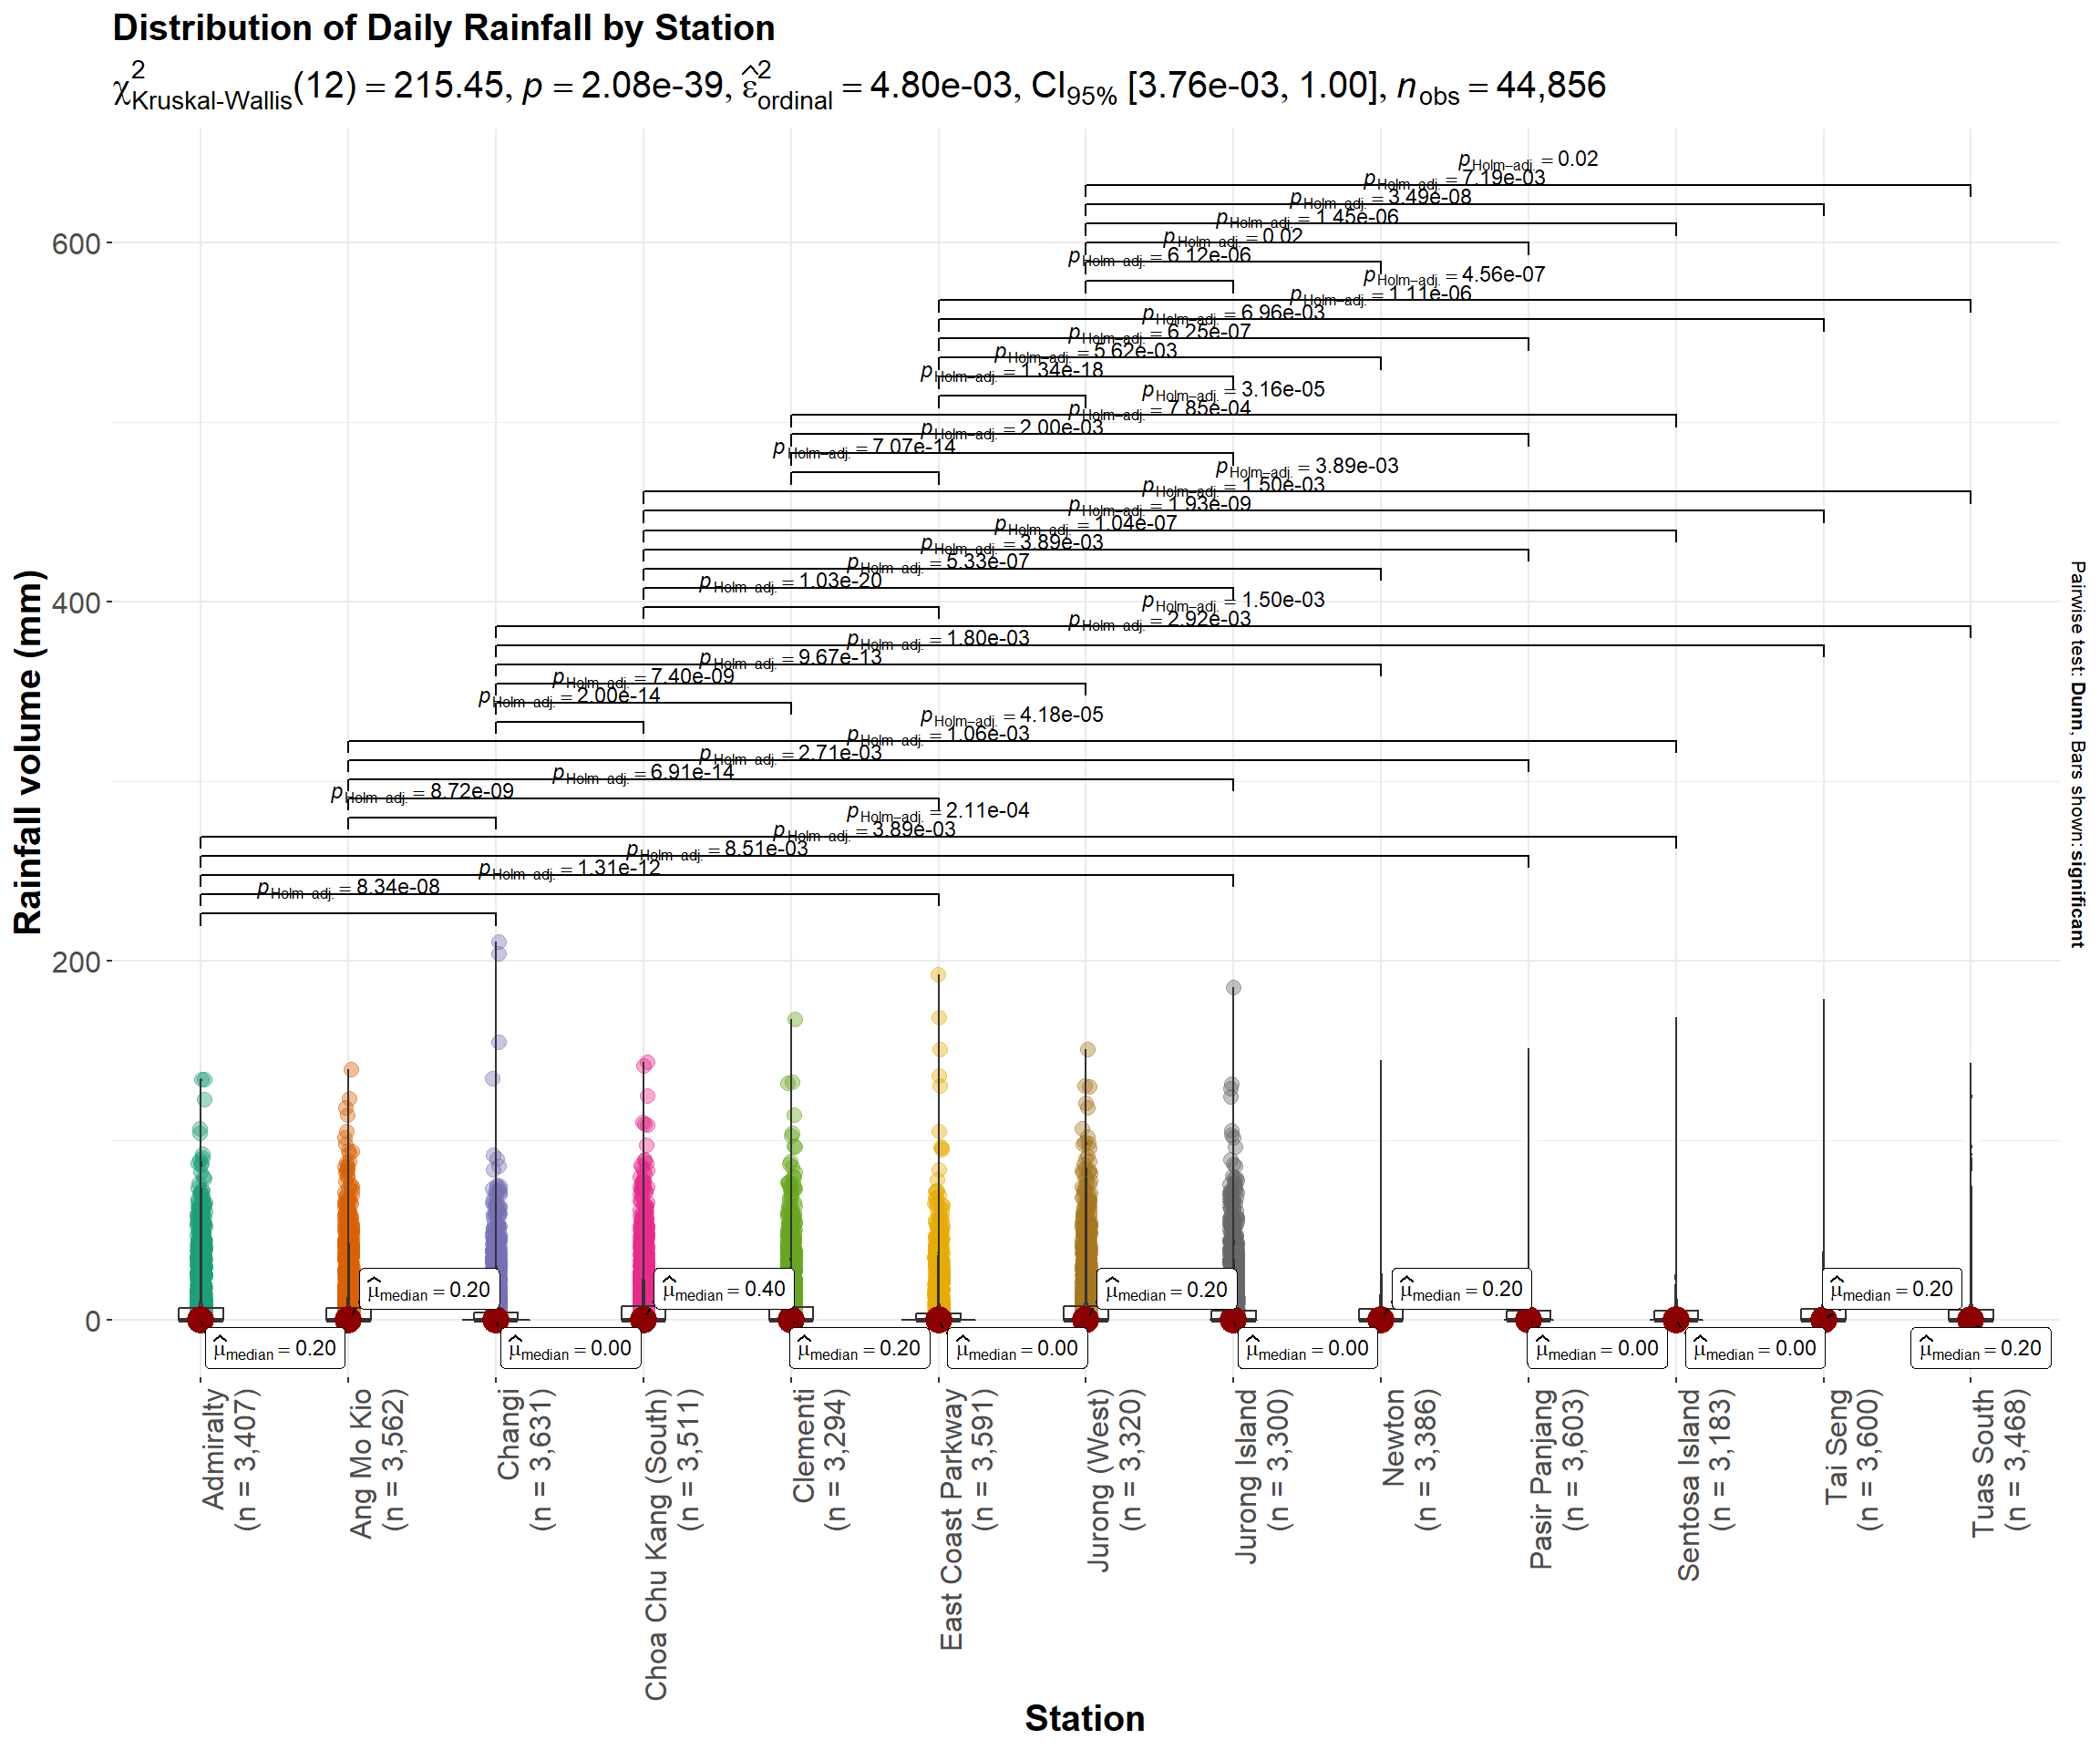 Distribution of Daily Rainfall by Station
χ²Kruskal-Wallis(12) = 215.45, p = 2.08e-39, ε̂²ordinal = 4.80e-03, CI95% [3.76e-03, 1.00], nobs = 44,856
pHolm–adj. = 0.02
pHolm–adj. = 7.19e-03
pHolm–adj. = 3.49e-08
pHolm–adj. = 1.45e-06
pHolm–adj. = 0.02
pHolm–adj. = 6.12e-06
pHolm–adj. = 4.56e-07
pHolm–adj. = 1.11e-06
pHolm–adj. = 6.96e-03
pHolm–adj. = 6.25e-07
pHolm–adj. = 5.62e-03
pHolm–adj. = 1.34e-18
pHolm–adj. = 3.16e-05
pHolm–adj. = 7.85e-04
pHolm–adj. = 2.00e-03
pHolm–adj. = 7.07e-14
pHolm–adj. = 3.89e-03
pHolm–adj. = 1.50e-03
pHolm–adj. = 1.93e-09
pHolm–adj. = 1.04e-07
pHolm–adj. = 3.89e-03
pHolm–adj. = 5.33e-07
pHolm–adj. = 1.03e-20
pHolm–adj. = 1.50e-03
pHolm–adj. = 2.92e-03
pHolm–adj. = 1.80e-03
pHolm–adj. = 9.67e-13
pHolm–adj. = 7.40e-09
pHolm–adj. = 2.00e-14
pHolm–adj. = 4.18e-05
pHolm–adj. = 1.06e-03
pHolm–adj. = 2.71e-03
pHolm–adj. = 6.91e-14
pHolm–adj. = 8.72e-09
pHolm–adj. = 2.11e-04
pHolm–adj. = 3.89e-03
pHolm–adj. = 8.51e-03
pHolm–adj. = 1.31e-12
pHolm–adj. = 8.34e-08
600
400
200
0
Rainfall volume (mm)
Pairwise test: Dunn, Bars shown: significant
μ̂median = 0.20
μ̂median = 0.40
μ̂median = 0.20
μ̂median = 0.20
μ̂median = 0.20
μ̂median = 0.20
μ̂median = 0.00
μ̂median = 0.20
μ̂median = 0.00
μ̂median = 0.00
μ̂median = 0.00
μ̂median = 0.00
μ̂median = 0.20
Admiralty
(n = 3,407)
Ang Mo Kio
(n = 3,562)
Changi
(n = 3,631)
Choa Chu Kang (South)
(n = 3,511)
Clementi
(n = 3,294)
East Coast Parkway
(n = 3,591)
Jurong (West)
(n = 3,320)
Jurong Island
(n = 3,300)
Newton
(n = 3,386)
Pasir Panjang
(n = 3,603)
Sentosa Island
(n = 3,183)
Tai Seng
(n = 3,600)
Tuas South
(n = 3,468)
Station